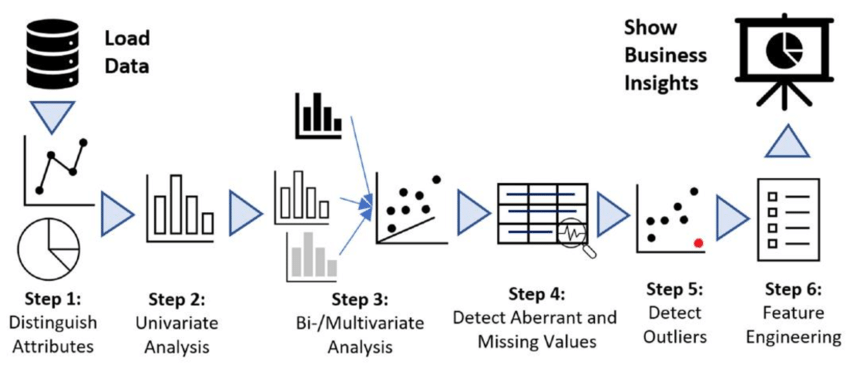 Load
Data
Show
Business
Insights
Step 1:
Distinguish
Attributes
Step 2:
Univariate
Analysis
Step 3:
Bi-/Multivariate
Analysis
Step 4:
Detect Aberrant and
Missing Values
Step 5:
Detect
Outliers
Step 6:
Feature
Engineering